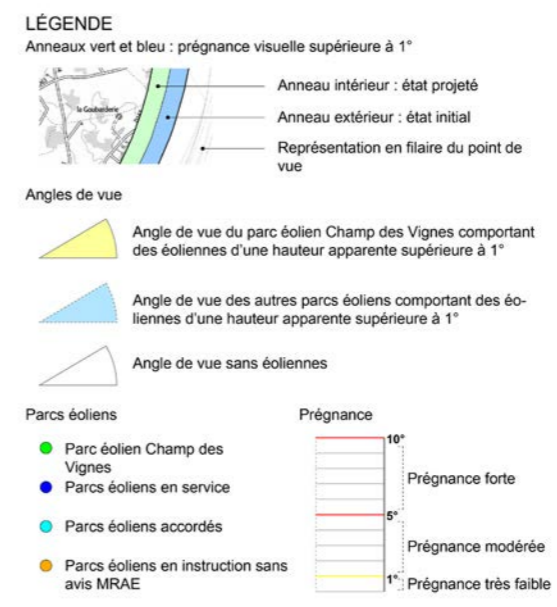 LÉGENDE
Anneaux vert et bleu : prégnance visuelle supérieure à 1°
la Gaubarderie
Anneau intérieur : état projeté
Anneau extérieur : état initial
Représentation en filaire du point de
vue
Angles de vue
Angle de vue du parc éolien Champ des Vignes comportant
des éoliennes d'une hauteur apparente supérieure à 1°
Angle de vue des autres parcs éoliens comportant des éo-
liennes d'une hauteur apparente supérieure à 1°
Angle de vue sans éoliennes
Parcs éoliens
Parc éolien Champ des
Vignes
Parcs éoliens en service
Parcs éoliens accordés
Parcs éoliens en instruction sans
avis MRAE
Prégnance
10°
Prégnance forte
5°
Prégnance modérée
1°
Prégnance très faible